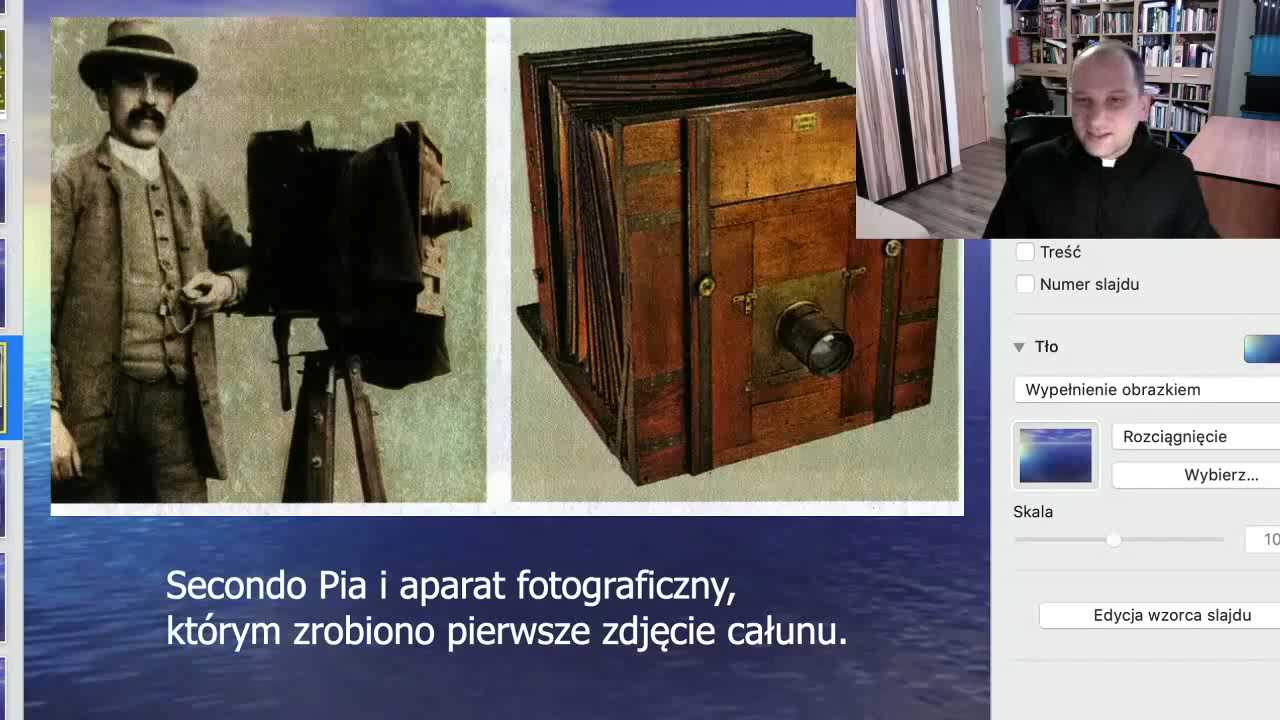 Treść
Numer slajdu
Tło
Wypełnienie obrazkiem
Rozciągnięcie
Wybierz...
Skala
10
Edycja wzorca slajdu
Secondo Pia i aparat fotograficzny,
którym zrobiono pierwsze zdjęcie całunu.